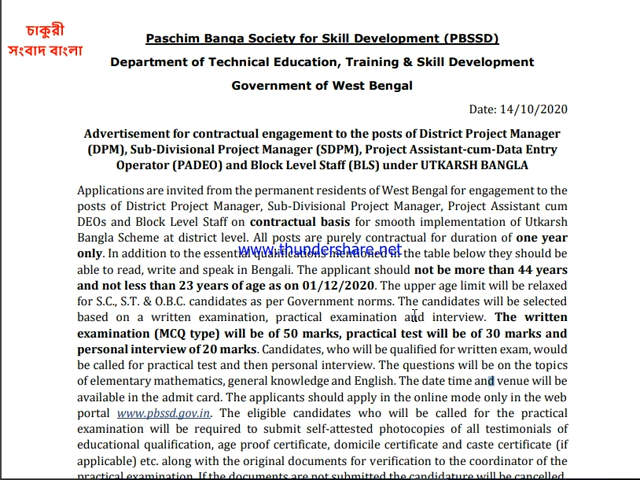 চাকুরী
সংবাদ বাংলা
Paschim Banga Society for Skill Development (PBSSD)
Department of Technical Education, Training & Skill Development
Government of West Bengal
Date: 14/10/2020
Advertisement for contractual engagement to the posts of District Project Manager
(DPM), Sub-Divisional Project Manager (SDPM), Project Assistant-cum-Data Entry
Operator (PADEO) and Block Level Staff (BLS) under UTKARSH BANGLA
Applications are invited from the permanent residents of West Bengal for engagement to the
posts of District Project Manager, Sub-Divisional Project Manager, Project Assistant cum
DEOs and Block Level Staff on contractual basis for smooth implementation of Utkarsh
Bangla Scheme at district level. All posts are purely contractual for duration of one year
www.thundershare.net
only. In addition to the essential qualifications mentioned in the table below they should be
able to read, write and speak in Bengali. The applicant should not be more than 44 years
and not less than 23 years of age as on 01/12/2020. The upper age limit will be relaxed
for S.C., S.T. & O.B.C. candidates as per Government norms. The candidates will be selected
based on a written examination, practical examination and interview. The written
examination (MCQ type) will be of 50 marks, practical test will be of 30 marks and
personal interview of 20 marks. Candidates, who will be qualified for written exam, would
be called for practical test and then personal interview. The questions will be on the topics
of elementary mathematics, general knowledge and English. The date time and venue will be
available in the admit card. The applicants should apply in the online mode only in the web
portal www.pbssd.gov.in. The eligible candidates who will be called for the practical
examination will be required to submit self-attested photocopies of all testimonials of
educational qualification, age proof certificate, domicile certificate and caste certificate (if
applicable) etc. along with the original documents for verification to the coordinator of the
practical examination. If the documents are not submitted the candidature will be cancelled.